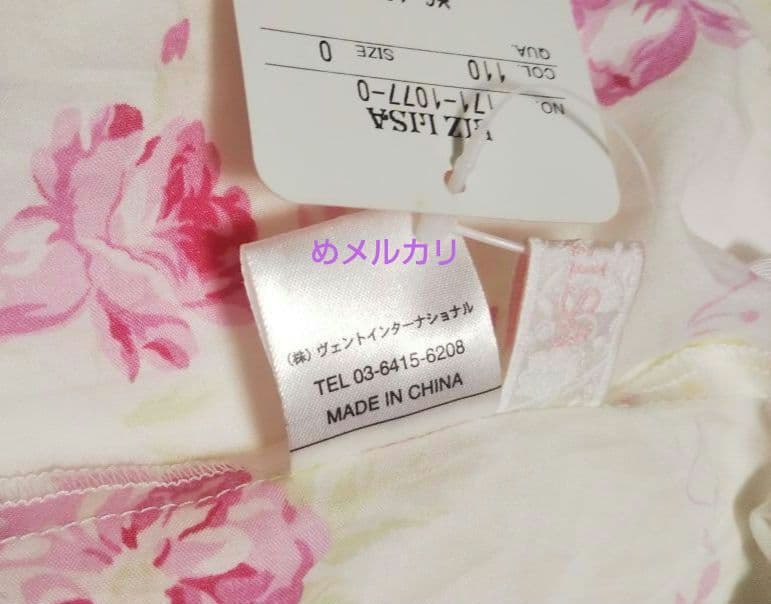 LIZ LISA
NO. 171-1077-0
COL. 110 SIZE 0
QUA.
めメルカリ
(株)ヴェントインターナショナル
TEL 03-6415-6208
MADE IN CHINA